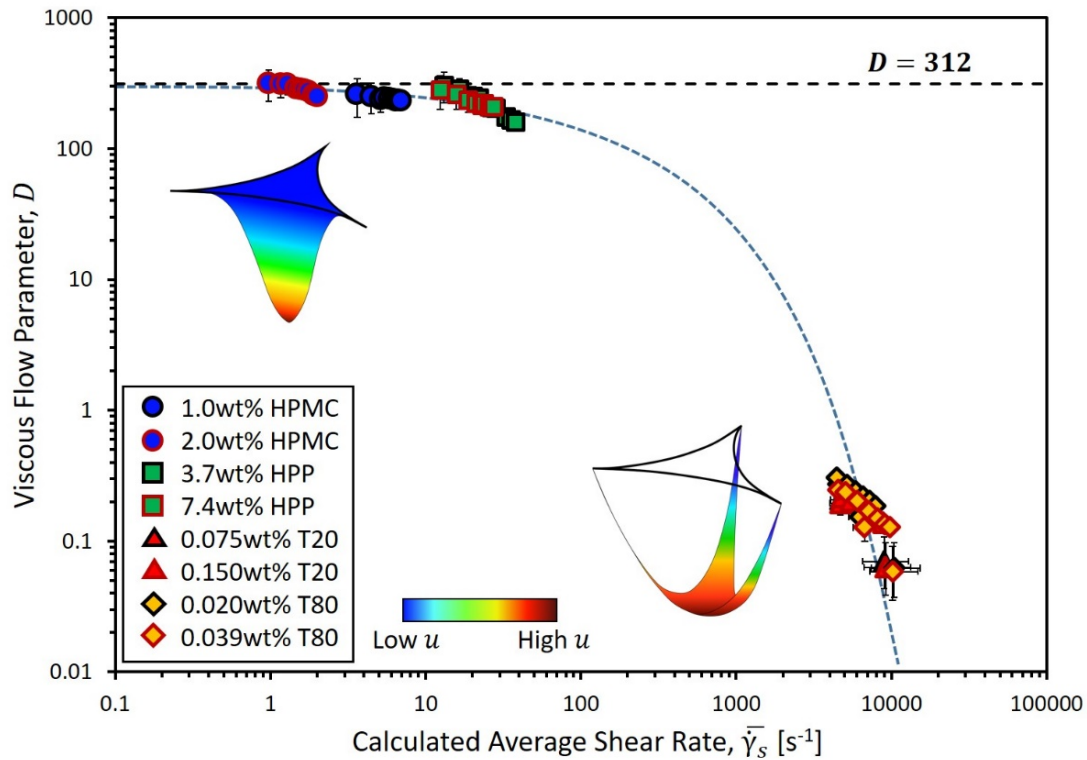 1000
100
10
1
0.1
0.01
Viscous Flow Parameter, D
D = 312
1.0wt% HPMC
2.0wt% HPMC
3.7wt% HPP
7.4wt% HPP
0.075wt% T20
0.150wt% T20
0.020wt% T80
0.039wt% T80
Low u High u
0.1 1 10 100 1000 10000 100000
Calculated Average Shear Rate, \overline{γ̇}_s [s⁻¹]